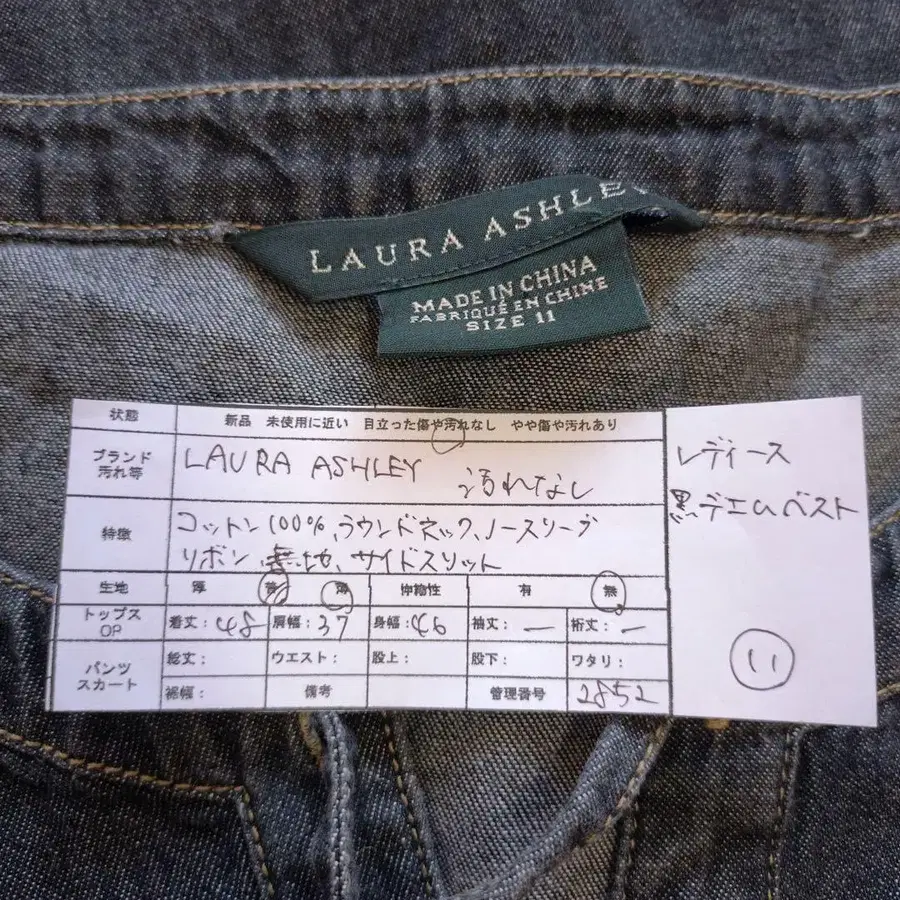 LAURA ASHLEY
MADE IN CHINA
FABRIQUÉ EN CHINE
SIZE 11
状態 新品 未使用に近い 目立った傷や汚れなし やや傷や汚れあり
ブランド 汚れ等 LAURA ASHLEY 汚れなし
特徴 コットン100%、ラウンドネック、ノースリーブ
リボン 無地、サイドスリット
生地 厚 普 薄 伸縮性 有 無
トップス OP 着丈:48 肩幅:37 身幅:46 袖丈:— 裄丈:—
パンツ スカート 総丈: ウエスト: 股上: 股下: ワタリ:
裾幅: 備考 管理番号 2852
レディース
黒デニムベスト
11